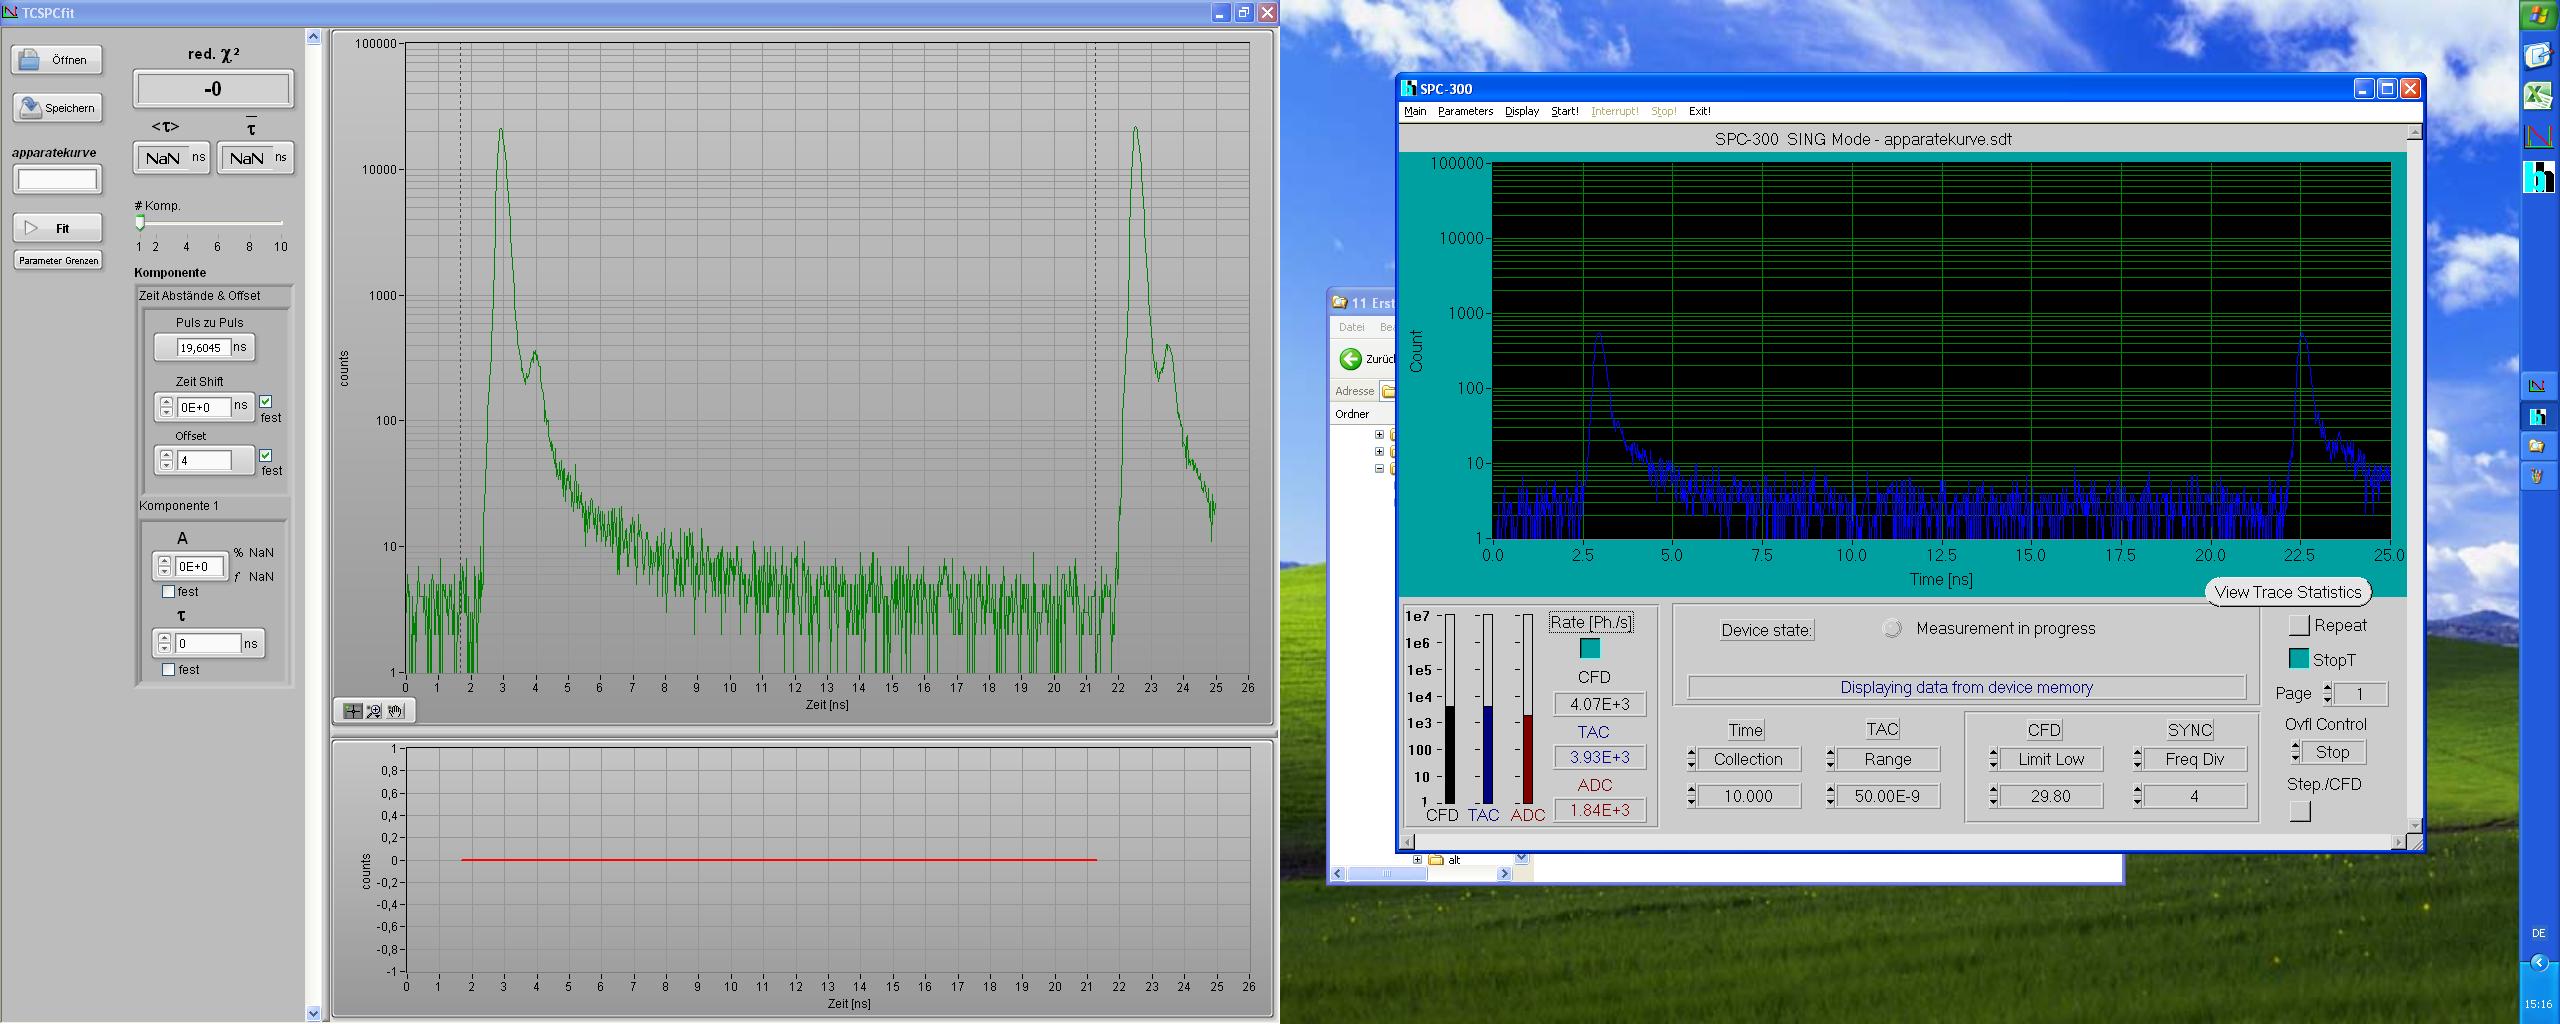 TCSPCfit
Öffnen
Speichern
apparatekurve
Fit
Parameter Grenzen
red. χ²
-0
<τ>
τ
NaN ns
NaN ns
# Komp.
1 2 4 6 8 10
Komponente
Zeit Abstände & Offset
Puls zu Puls
19,6045 ns
Zeit Shift
0E+0 ns
fest
Offset
4
fest
Komponente 1
A
0E+0
% NaN
f NaN
fest
τ
0 ns
fest
100000
10000
1000
100
10
1
counts
0 1 2 3 4 5 6 7 8 9 10 11 12 13 14 15 16 17 18 19 20 21 22 23 24 25 26
Zeit [ns]
1
0,8
0,6
0,4
0,2
0
-0,2
-0,4
-0,6
-0,8
-1
counts
0 1 2 3 4 5 6 7 8 9 10 11 12 13 14 15 16 17 18 19 20 21 22 23 24 25 26
Zeit [ns]
11 Erst
Datei Bea
Zurüc
Adresse
Ordner
alt
SPC-300
Main Parameters Display Start! Interrupt! Stop! Exit!
SPC-300 SING Mode - apparatekurve.sdt
100000
10000
1000
100
10
1
Count
0.0 2.5 5.0 7.5 10.0 12.5 15.0 17.5 20.0 22.5 25.0
Time [ns]
View Trace Statistics
1e7
1e6
1e5
1e4
1e3
100
10
1
CFD TAC ADC
Rate [Ph./s]
CFD
4.07E+3
TAC
3.93E+3
ADC
1.84E+3
Device state:
Measurement in progress
Displaying data from device memory
Time
Collection
10.000
TAC
Range
50.00E-9
CFD
Limit Low
29.80
SYNC
Freq Div
4
Repeat
StopT
Page 1
Ovfl Control
Stop
Step./CFD
DE
15:16